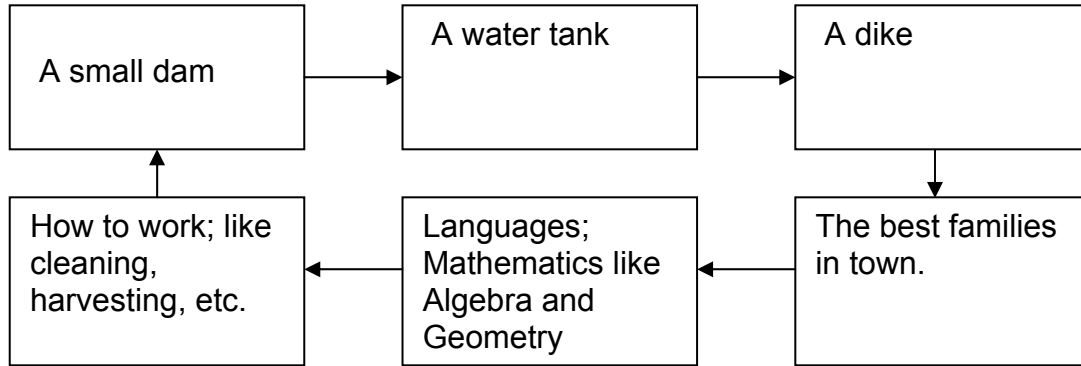 A small dam
A water tank
A dike
How to work; like
cleaning,
harvesting, etc.
Languages;
Mathematics like
Algebra and
Geometry
The best families
in town.